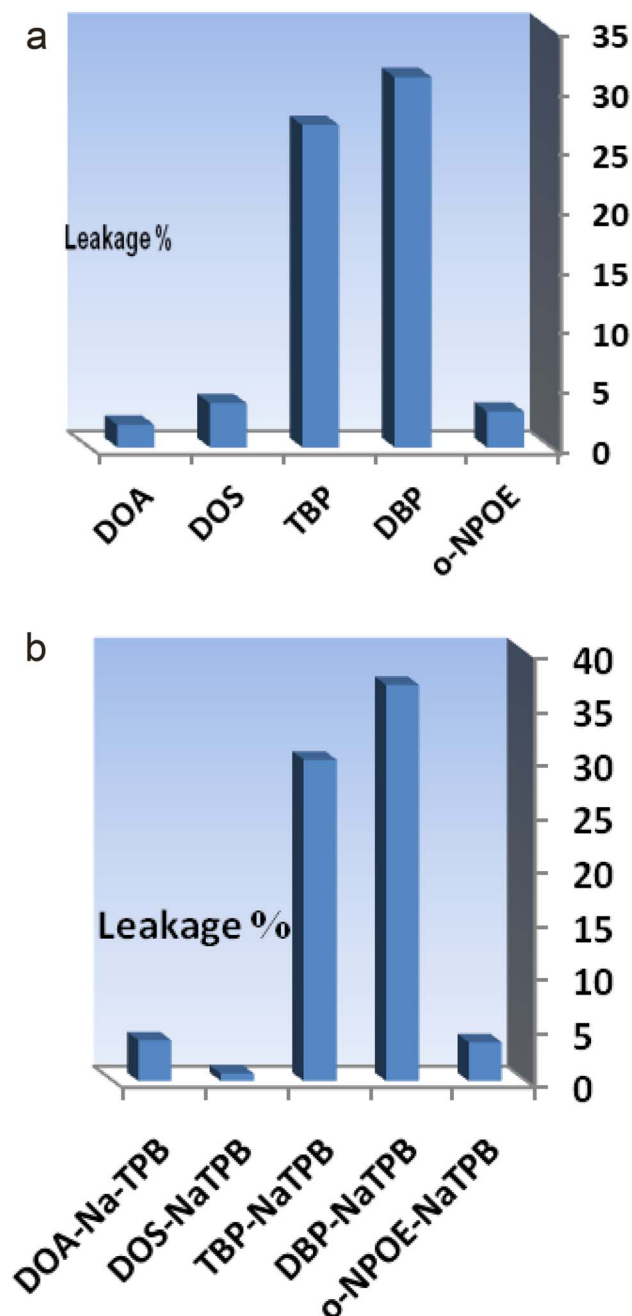 a
35
30
25
20
15
10
5
0
Leakage %
DOA
DOS
TBP
DBP
o-NPOE
b
40
35
30
25
20
15
10
5
0
Leakage %
DOA-Na-TPB
DOS-NaTPB
TBP-NaTPB
DBP-NaTPB
o-NPOE-NaTPB